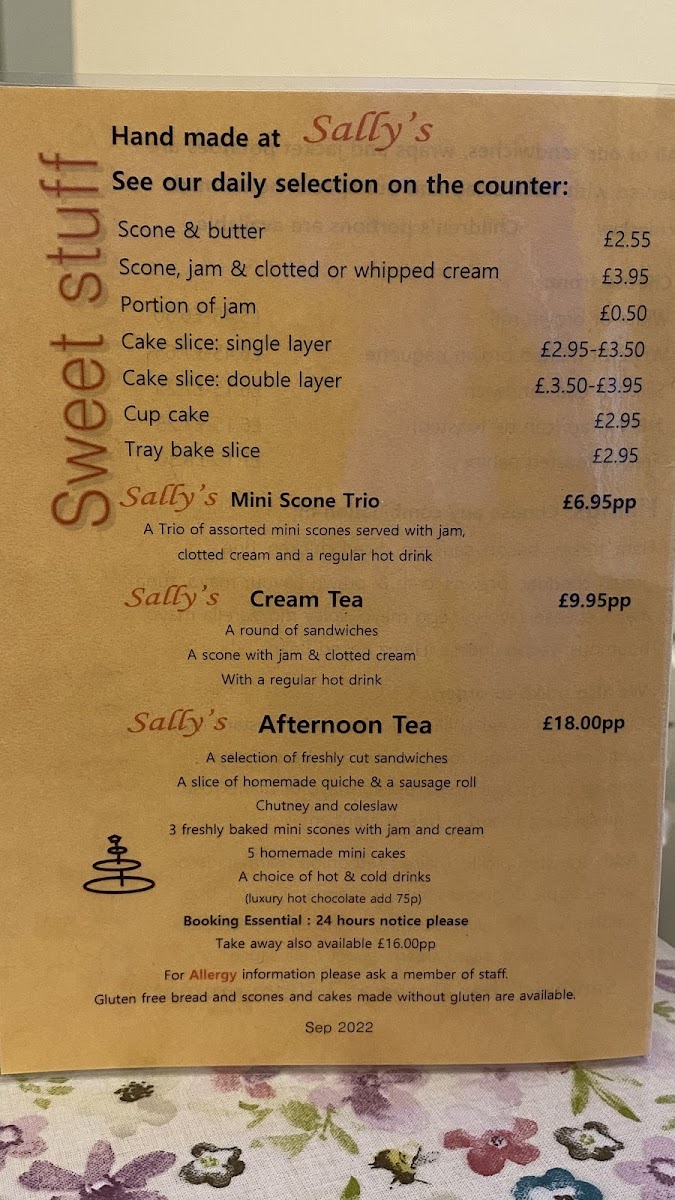 Sweet stuff
Hand made at Sally's
See our daily selection on the counter:
Scone & butter £2.55
Scone, jam & clotted or whipped cream £3.95
Portion of jam £0.50
Cake slice: single layer £2.95-£3.50
Cake slice: double layer £.3.50-£3.95
Cup cake £2.95
Tray bake slice £2.95
Sally's Mini Scone Trio £6.95pp
A Trio of assorted mini scones served with jam,
clotted cream and a regular hot drink
Sally's Cream Tea £9.95pp
A round of sandwiches
A scone with jam & clotted cream
With a regular hot drink
Sally's Afternoon Tea £18.00pp
A selection of freshly cut sandwiches
A slice of homemade quiche & a sausage roll
Chutney and coleslaw
3 freshly baked mini scones with jam and cream
5 homemade mini cakes
A choice of hot & cold drinks
(luxury hot chocolate add 75p)
Booking Essential : 24 hours notice please
Take away also available £16.00pp
For Allergy information please ask a member of staff.
Gluten free bread and scones and cakes made without gluten are available.
Sep 2022